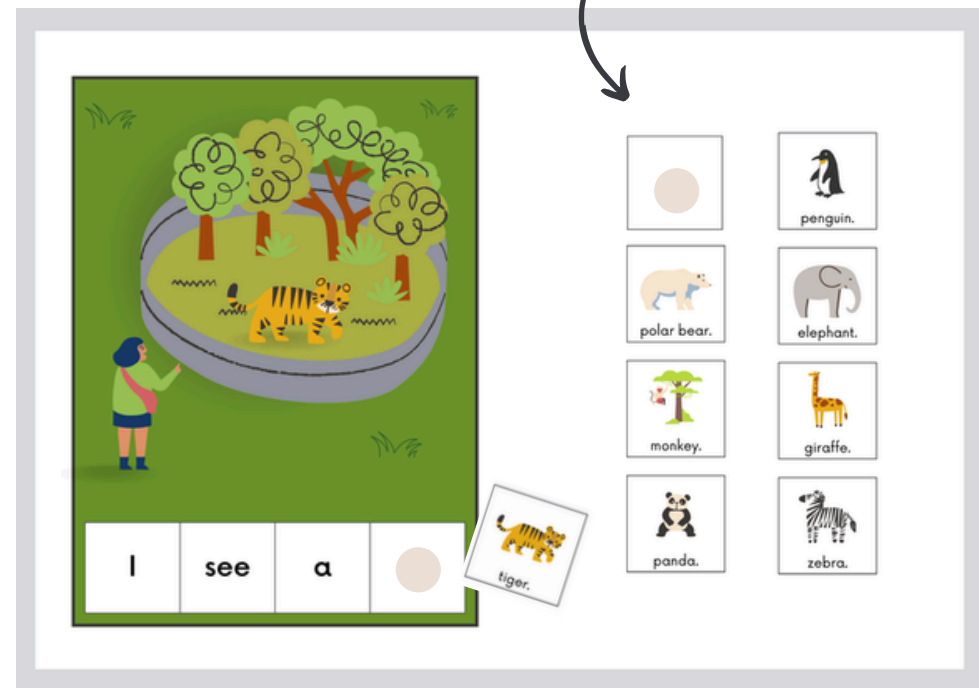 I see a
tiger.
penguin.
polar bear.
elephant.
monkey.
giraffe.
panda.
zebra.